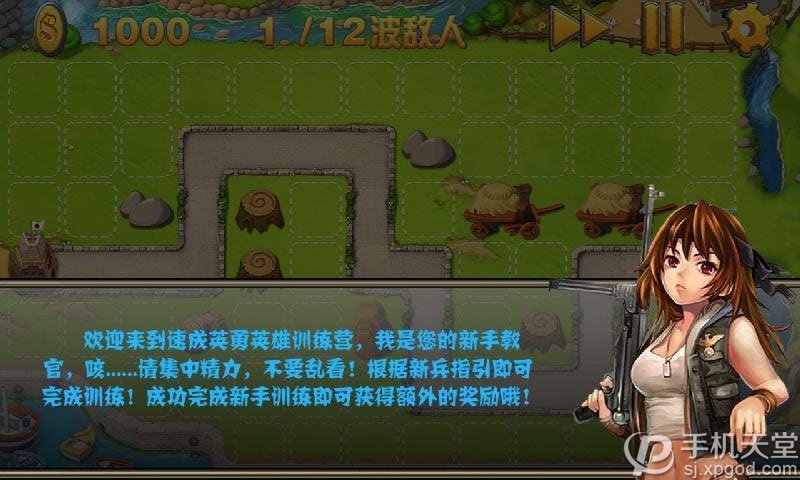 1000 1./12波敌人
欢迎来到速成英勇英雄训练营，我是您的新手教
官，咳......请集中精力，不要乱看！根据新兵指引即可
完成训练！成功完成新手训练即可获得额外的奖励哦！
手机天堂
sj.xpgod.com